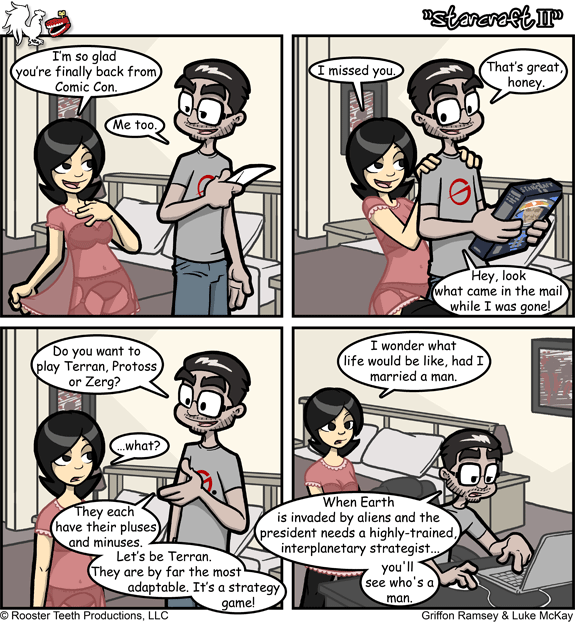 "Starcraft II"
I'm so glad
you're finally back from
Comic Con.
Me too.
I missed you.
That's great,
honey.
Hey, look
what came in the mail
while I was gone!
Do you want to
play Terran, Protoss
or Zerg?
...what?
They each
have their pluses
and minuses.
Let's be Terran.
They are by far the most
adaptable. It's a strategy
game!
I wonder what
life would be like, had I
married a man.
When Earth
is invaded by aliens and the
president needs a highly-trained,
interplanetary strategist...
you'll
see who's a
man.
© Rooster Teeth Productions, LLC
Griffon Ramsey & Luke McKay